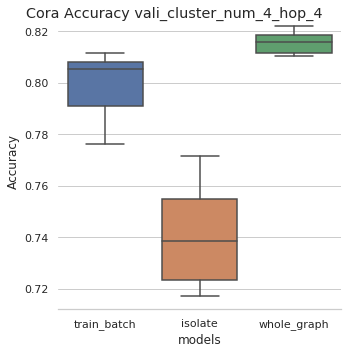 Cora Accuracy vali_cluster_num_4_hop_4
0.82
0.80
0.78
0.76
0.74
0.72
Accuracy
train_batch
isolate
whole_graph
models